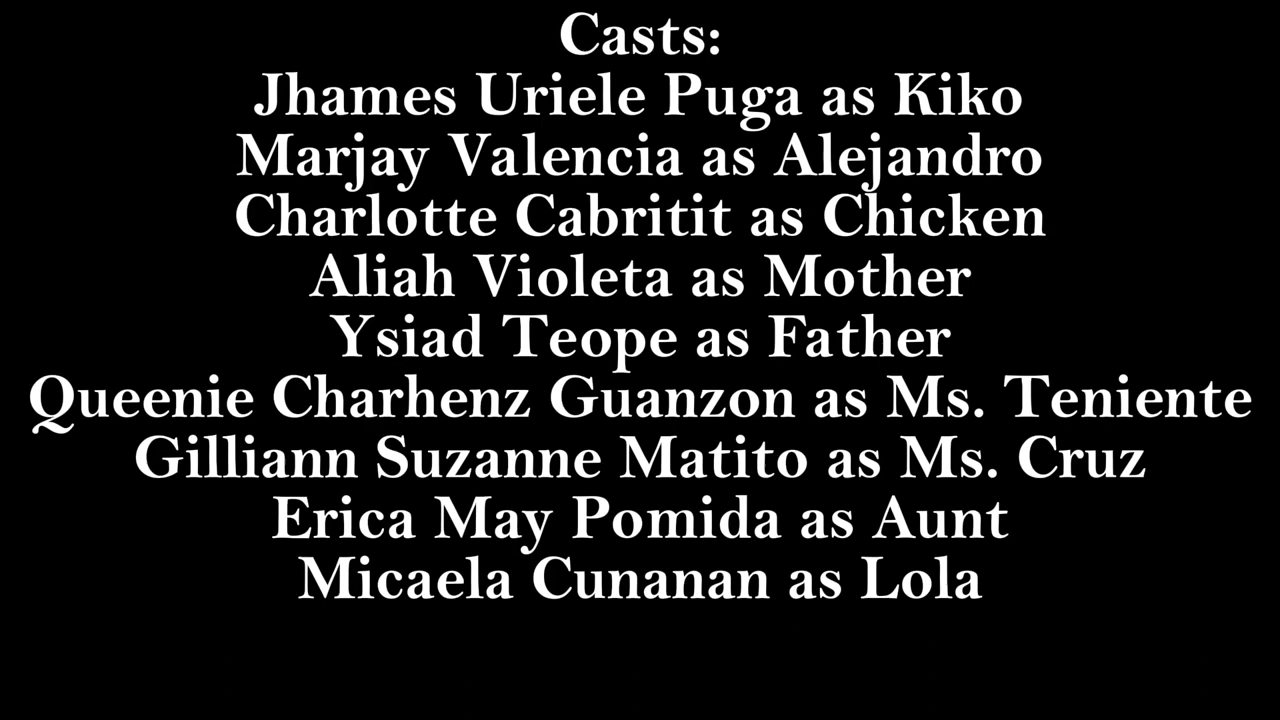 Casts:
Jhames Uriele Puga as Kiko
Marjay Valencia as Alejandro
Charlotte Cabritit as Chicken
Aliah Violeta as Mother
Ysiad Teope as Father
Queenie Charhenz Guanzon as Ms. Teniente
Gilliann Suzanne Matito as Ms. Cruz
Erica May Pomida as Aunt
Micaela Cunanan as Lola